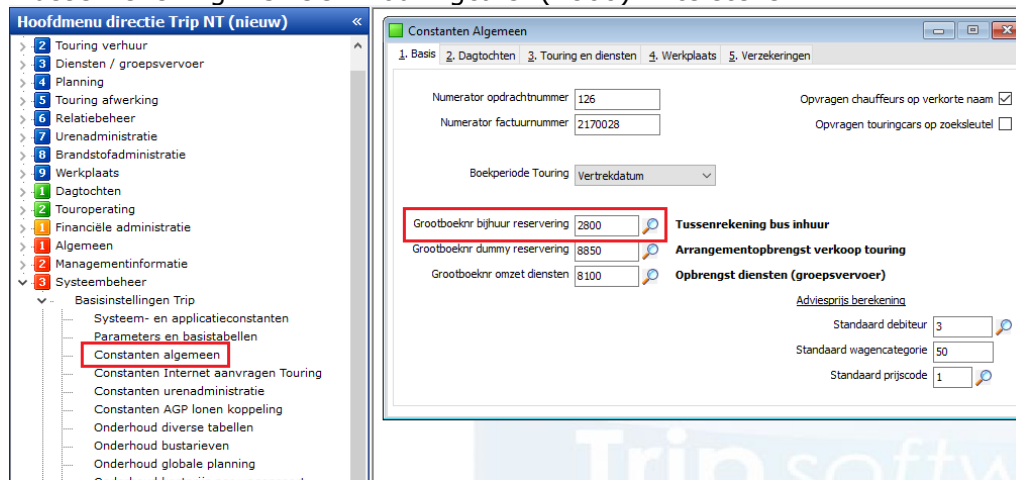 Hoofdmenu directie Trip NT (nieuw) «
2 Touring verhuur
3 Diensten / groepsvervoer
4 Planning
5 Touring afwerking
6 Relatiebeheer
7 Urenadministratie
8 Brandstofadministratie
9 Werkplaats
1 Dagtochten
2 Touroperating
1 Financiële administratie
1 Algemeen
2 Managementinformatie
3 Systeembeheer
Basisinstellingen Trip
Systeem- en applicatieconstanten
Parameters en basistabellen
Constanten algemeen
Constanten Internet aanvragen Touring
Constanten urenadministratie
Constanten AGP lonen koppeling
Onderhoud diverse tabellen
Onderhoud bustarieven
Onderhoud globale planning
Constanten Algemeen
1. Basis 2. Dagtochten 3. Touring en diensten 4. Werkplaats 5. Verzekeringen
Numerator opdrachtnummer 126 Opvragen chauffeurs op verkorte naam
Numerator factuurnummer 2170028 Opvragen touringcars op zoeksleutel
Boekperiode Touring Vertrekdatum
Grootboeknr bijhuur reservering 2800 Tussenrekening bus inhuur
Grootboeknr dummy reservering 8850 Arrangementopbrengst verkoop touring
Grootboeknr omzet diensten 8100 Opbrengst diensten (groepsvervoer)
Adviesprijs berekening
Standaard debiteur 3
Standaard wagencategorie 50
Standaard prijscode 1
Trip softw